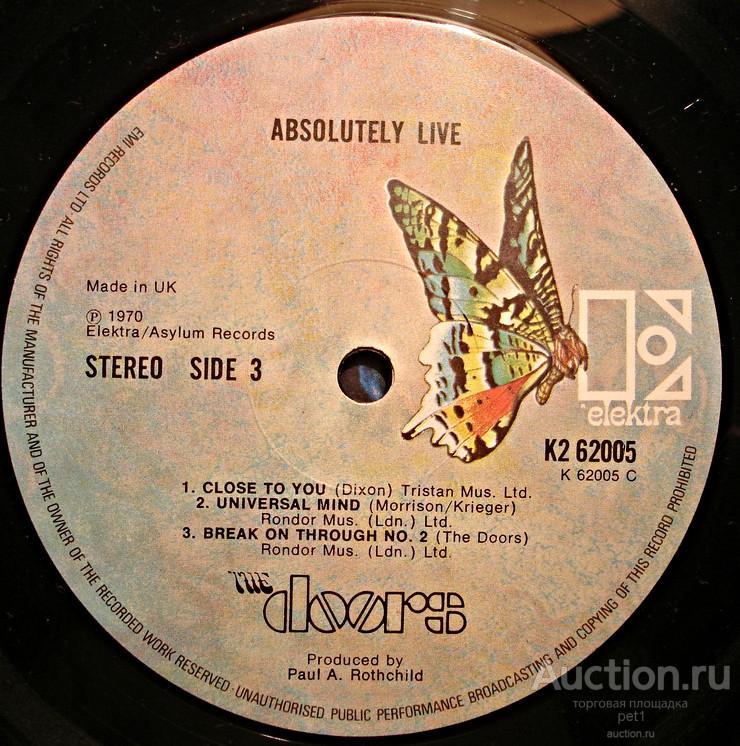 ABSOLUTELY LIVE
EMI RECORDS LTD. ALL RIGHTS OF THE MANUFACTURER AND OF THE OWNER OF THE RECORDED WORK RESERVED · UNAUTHORISED PUBLIC PERFORMANCE BROADCASTING AND COPYING OF THIS RECORD PROHIBITED
Made in UK
℗ 1970
Elektra/Asylum Records
STEREO SIDE 3
elektra
K2 62005
K 62005 C
1. CLOSE TO YOU (Dixon) Tristan Mus. Ltd.
2. UNIVERSAL MIND (Morrison/Krieger)
Rondor Mus. (Ldn.) Ltd.
3. BREAK ON THROUGH NO. 2 (The Doors)
Rondor Mus. (Ldn.) Ltd.
THE doors
Produced by
Paul A. Rothchild
Auction.ru
торговая площадка
pet1
auction.ru